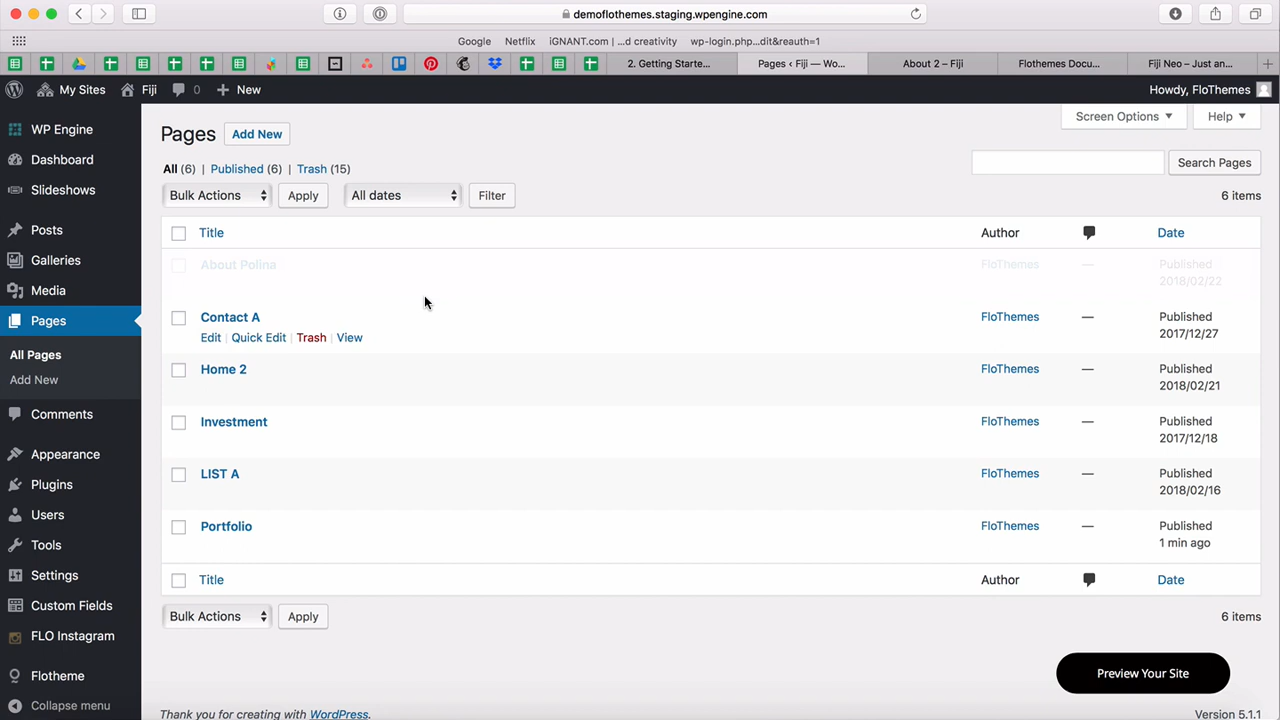 demoflothemes.staging.wpengine.com
Google Netflix iGNANT.com | ...d creativity wp-login.php...dit&reauth=1
2. Getting Starte... Pages ‹ Fiji — Wo... About 2 – Fiji Flothemes Docu... Fiji Neo – Just an...
My Sites Fiji 0 + New Howdy, FloThemes
WP Engine
Dashboard
Slideshows
Posts
Galleries
Media
Pages
All Pages
Add New
Comments
Appearance
Plugins
Users
Tools
Settings
Custom Fields
FLO Instagram
Flotheme
Collapse menu
Screen Options Help
Pages Add New
All (6) | Published (6) | Trash (15)
Search Pages
Bulk Actions Apply All dates Filter 6 items
Title Author Date
About Polina FloThemes — Published
2018/02/22
Contact A FloThemes — Published
2017/12/27
Edit | Quick Edit | Trash | View
Home 2 FloThemes — Published
2018/02/21
Investment FloThemes — Published
2017/12/18
LIST A FloThemes — Published
2018/02/16
Portfolio FloThemes — Published
1 min ago
Title Author Date
Bulk Actions Apply 6 items
Preview Your Site
Thank you for creating with WordPress. Version 5.1.1